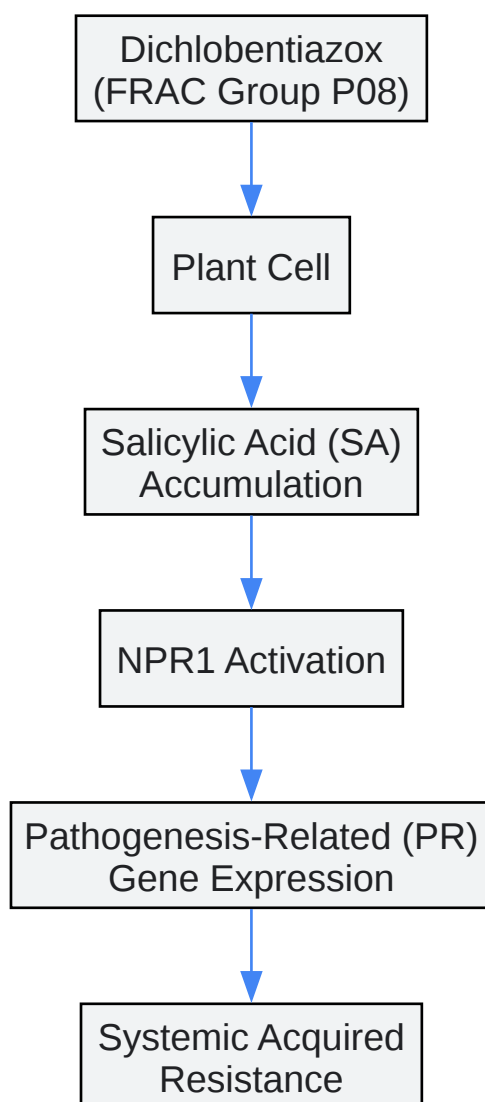 Dichlobentiazox
(FRAC Group P08)
Plant Cell
Salicylic Acid (SA)
Accumulation
NPR1 Activation
Pathogenesis-Related (PR)
Gene Expression
Systemic Acquired
Resistance